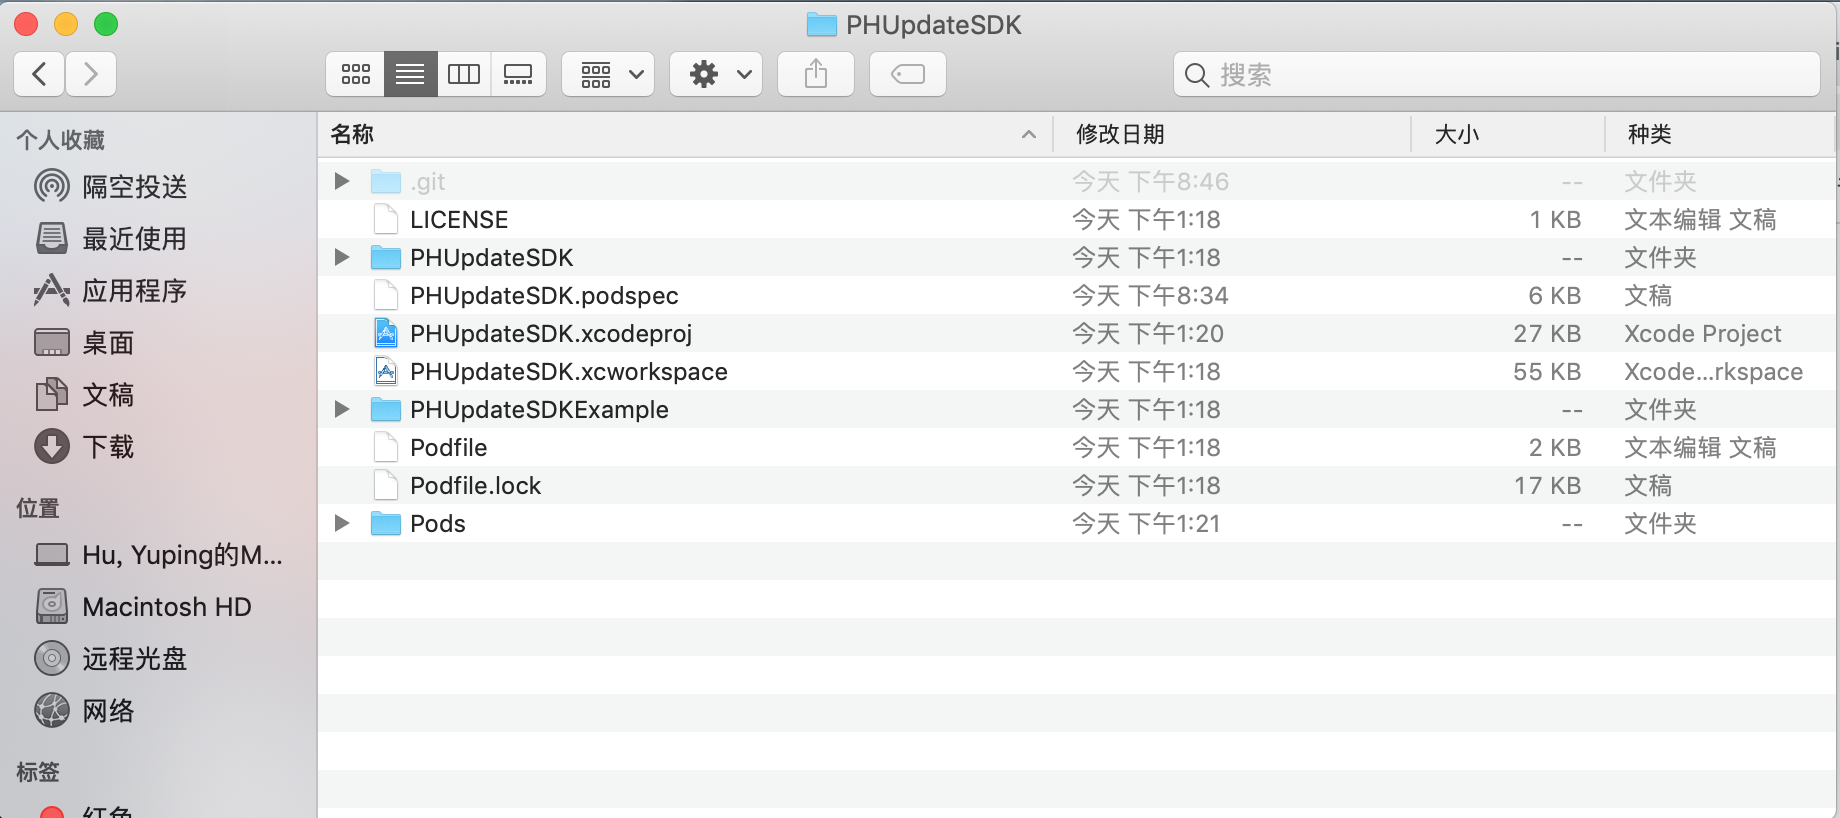 PHUpdateSDK
搜索
个人收藏
隔空投送
最近使用
应用程序
桌面
文稿
下载
位置
Hu, Yuping的M...
Macintosh HD
远程光盘
网络
标签
红色
名称 修改日期 大小 种类
.git 今天 下午8:46 -- 文件夹
LICENSE 今天 下午1:18 1 KB 文本编辑 文稿
PHUpdateSDK 今天 下午1:18 -- 文件夹
PHUpdateSDK.podspec 今天 下午8:34 6 KB 文稿
PHUpdateSDK.xcodeproj 今天 下午1:20 27 KB Xcode Project
PHUpdateSDK.xcworkspace 今天 下午1:18 55 KB Xcode...rkspace
PHUpdateSDKExample 今天 下午1:18 -- 文件夹
Podfile 今天 下午1:18 2 KB 文本编辑 文稿
Podfile.lock 今天 下午1:18 17 KB 文稿
Pods 今天 下午1:21 -- 文件夹